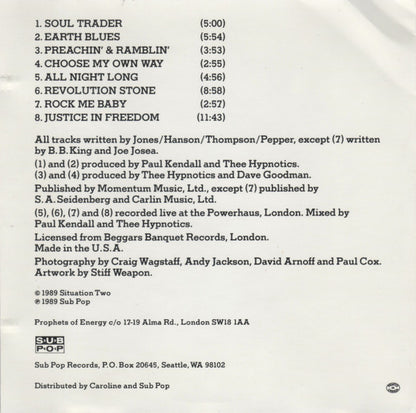 1. SOUL TRADER (5:00)
2. EARTH BLUES (5:54)
3. PREACHIN' & RAMBLIN' (3:53)
4. CHOOSE MY OWN WAY (2:55)
5. ALL NIGHT LONG (4:56)
6. REVOLUTION STONE (8:58)
7. ROCK ME BABY (2:57)
8. JUSTICE IN FREEDOM (11:43)
All tracks written by Jones/Hanson/Thompson/Pepper, except (7) written
by B.B.King and Joe Josea.
(1) and (2) produced by Paul Kendall and Thee Hypnotics.
(3) and (4) produced by Thee Hypnotics and Dave Goodman.
Published by Momentum Music, Ltd., except (7) published by
S.A.Seidenberg and Carlin Music, Ltd.
(5), (6), (7) and (8) recorded live at the Powerhaus, London. Mixed by
Paul Kendall and Thee Hypnotics.
Licensed from Beggars Banquet Records, London.
Made in the U.S.A.
Photography by Craig Wagstaff, Andy Jackson, David Arnoff and Paul Cox.
Artwork by Stiff Weapon.
© 1989 Situation Two
℗ 1989 Sub Pop
Prophets of Energy c/o 17-19 Alma Rd., London SW18 1AA
SUB
POP
Sub Pop Records, P.O. Box 20645, Seattle, WA 98102
Distributed by Caroline and Sub Pop